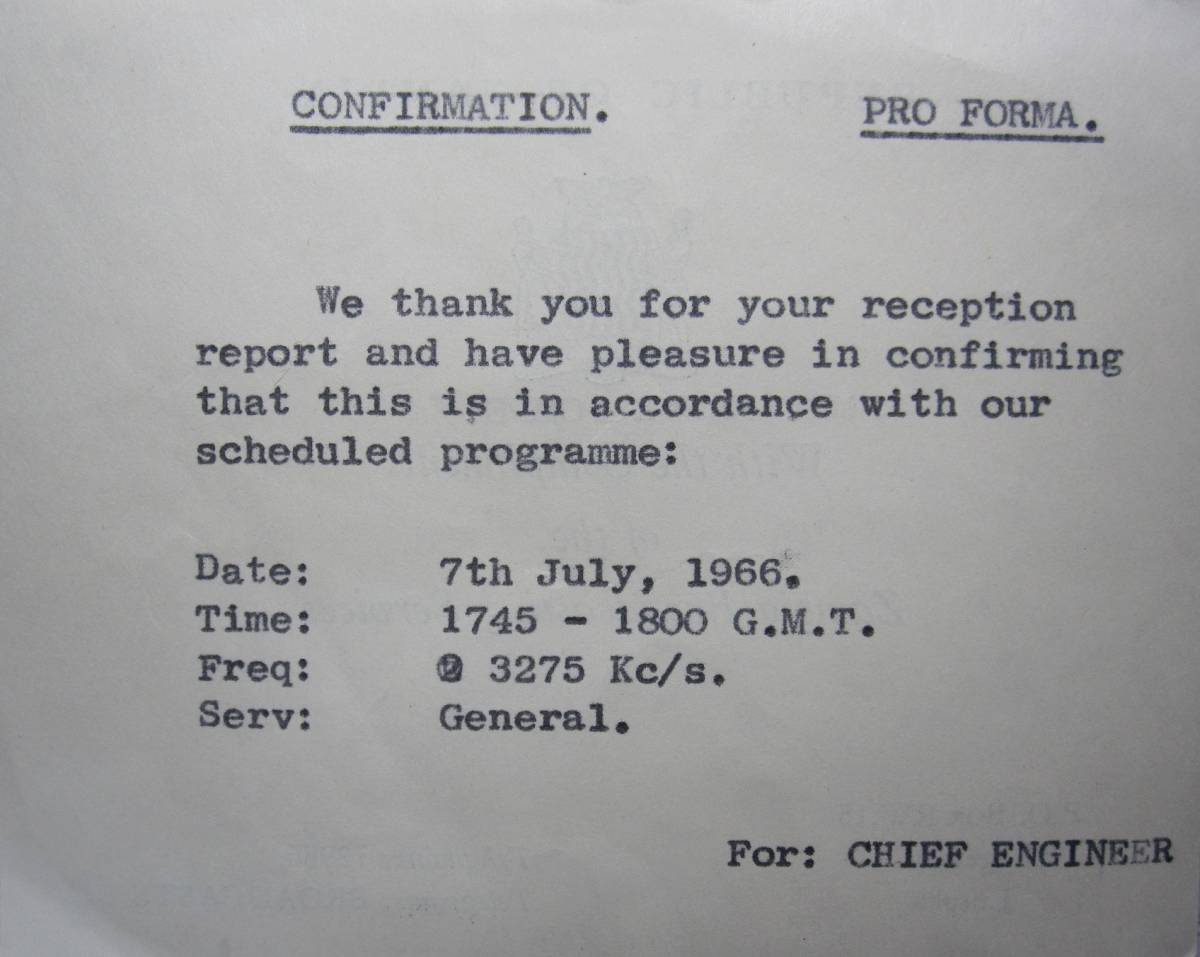 CONFIRMATION. PRO FORMA.
We thank you for your reception
report and have pleasure in confirming
that this is in accordance with our
scheduled programme:
Date: 7th July, 1966.
Time: 1745 - 1800 G.M.T.
Freq: 3275 Kc/s.
Serv: General.
For: CHIEF ENGINEER